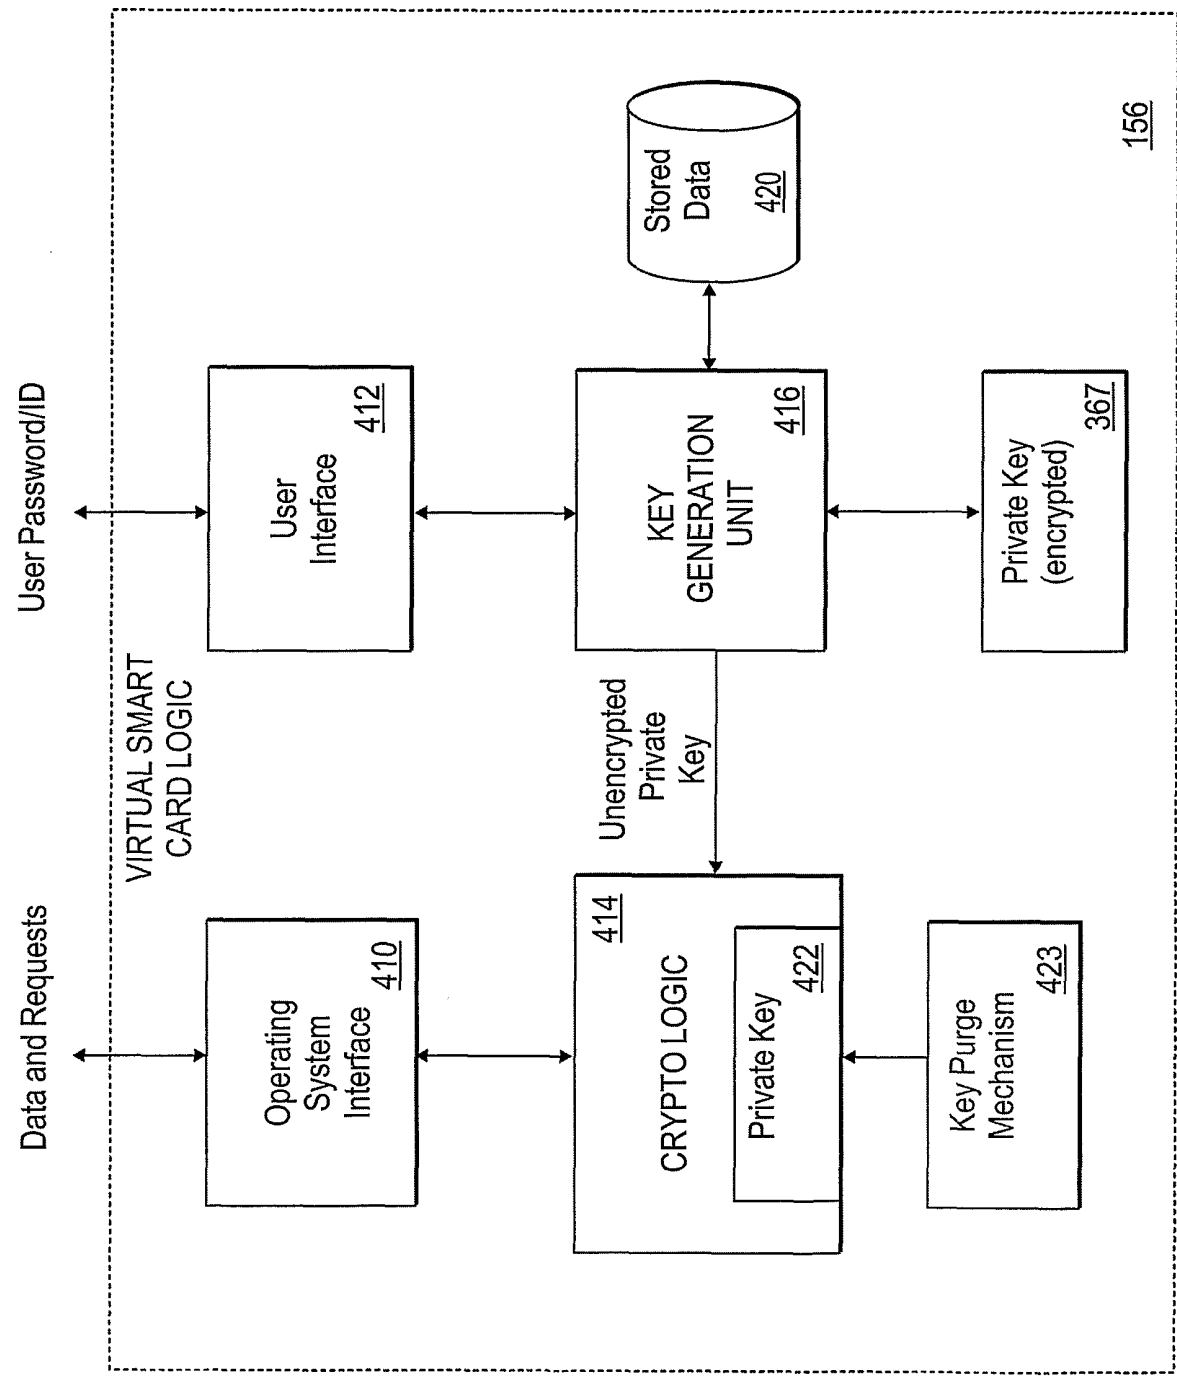 Data and Requests
User Password/ID
VIRTUAL SMART
CARD LOGIC
Operating
System
Interface
410
User
Interface
412
CRYPTO LOGIC
414
Private Key
422
Unencrypted
Private
Key
KEY
GENERATION
UNIT
416
Stored
Data
420
Key Purge
Mechanism
423
Private Key
(encrypted)
367
156